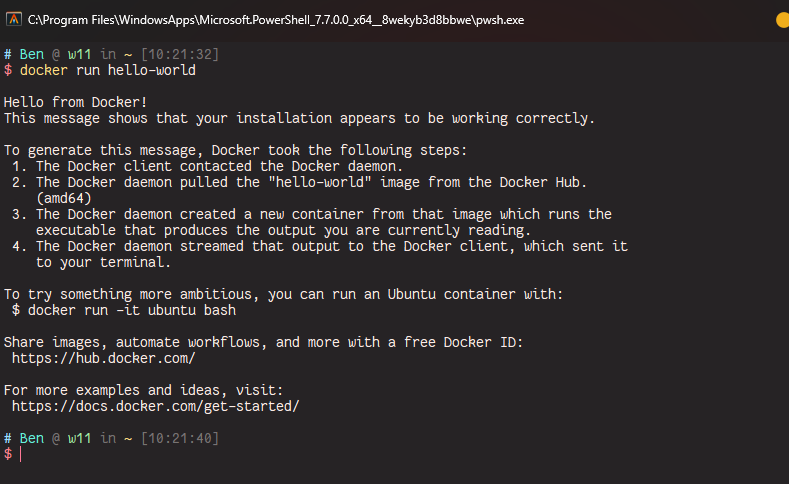 C:\Program Files\WindowsApps\Microsoft.PowerShell_7.7.0.0_x64__8wekyb3d8bbwe\pwsh.exe
# Ben @ w11 in ~ [10:21:32]
$ docker run hello-world
Hello from Docker!
This message shows that your installation appears to be working correctly.
To generate this message, Docker took the following steps:
1. The Docker client contacted the Docker daemon.
2. The Docker daemon pulled the "hello-world" image from the Docker Hub.
(amd64)
3. The Docker daemon created a new container from that image which runs the
executable that produces the output you are currently reading.
4. The Docker daemon streamed that output to the Docker client, which sent it
to your terminal.
To try something more ambitious, you can run an Ubuntu container with:
$ docker run -it ubuntu bash
Share images, automate workflows, and more with a free Docker ID:
https://hub.docker.com/
For more examples and ideas, visit:
https://docs.docker.com/get-started/
# Ben @ w11 in ~ [10:21:40]
$